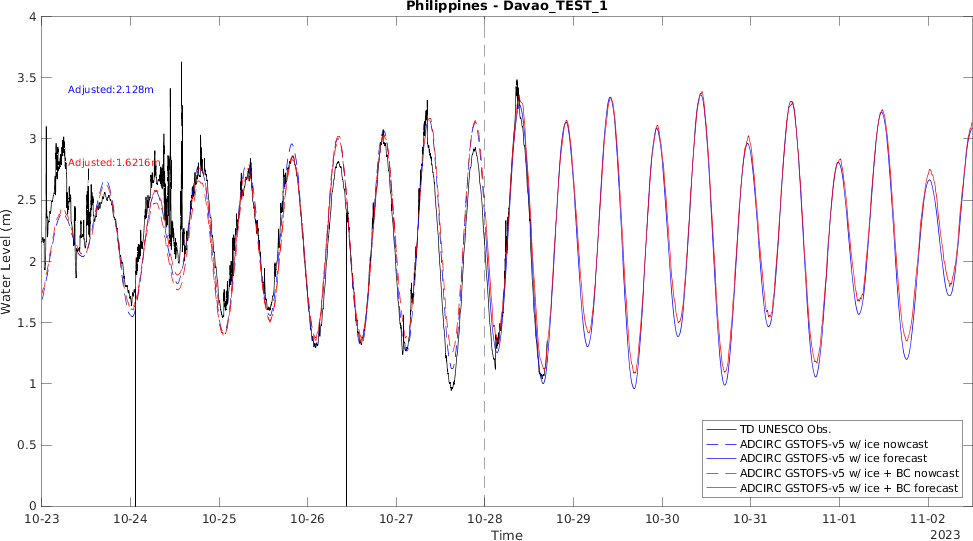 Philippines - Davao_TEST_1
4
3.5
3
2.5
2
1.5
1
0.5
0
Water Level (m)
Adjusted:2.128m
Adjusted:1.6216m
TD UNESCO Obs.
ADCIRC GSTOFS-v5 w/ ice nowcast
ADCIRC GSTOFS-v5 w/ ice forecast
ADCIRC GSTOFS-v5 w/ ice + BC nowcast
ADCIRC GSTOFS-v5 w/ ice + BC forecast
10-23
10-24
10-25
10-26
10-27
10-28
10-29
10-30
10-31
11-01
11-02
Time
2023